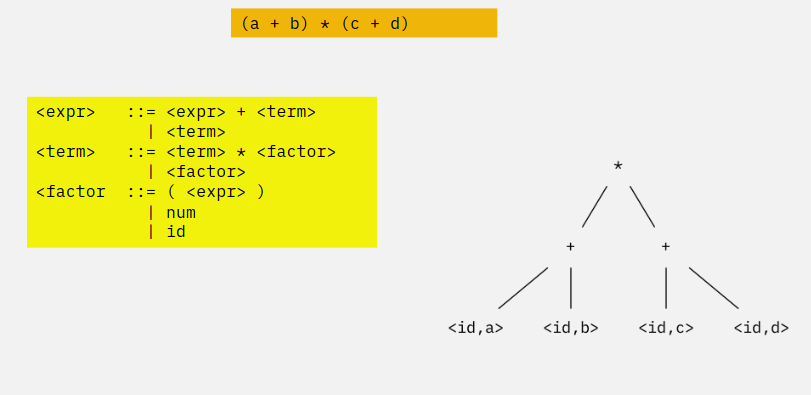 (a + b) * (c + d)
<expr> ::= <expr> + <term>
| <term>
<term> ::= <term> * <factor>
| <factor>
<factor ::= ( <expr> )
| num
| id
*
+ +
<id,a> <id,b> <id,c> <id,d>